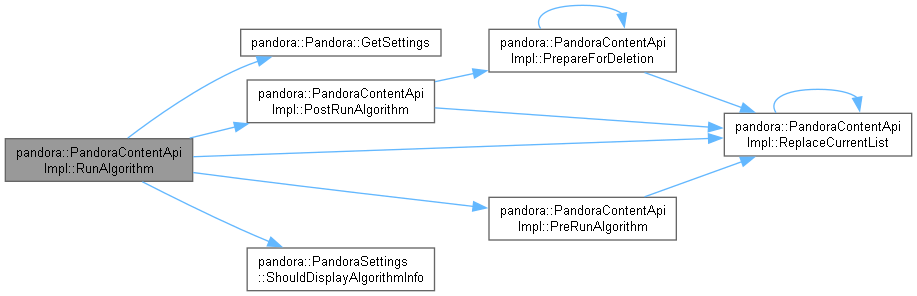 pandora::PandoraContentApi
Impl::RunAlgorithm
pandora::Pandora::GetSettings
pandora::PandoraContentApi
Impl::PostRunAlgorithm
pandora::PandoraSettings
::ShouldDisplayAlgorithmInfo
pandora::PandoraContentApi
Impl::PrepareForDeletion
pandora::PandoraContentApi
Impl::PreRunAlgorithm
pandora::PandoraContentApi
Impl::ReplaceCurrentList